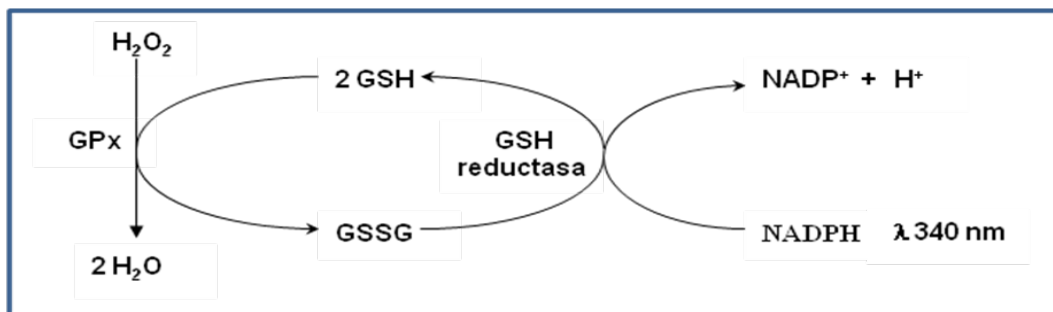 H₂O₂
2 GSH
NADP⁺ + H⁺
GPx
GSH
reductasa
GSSG
NADPH λ 340 nm
2 H₂O